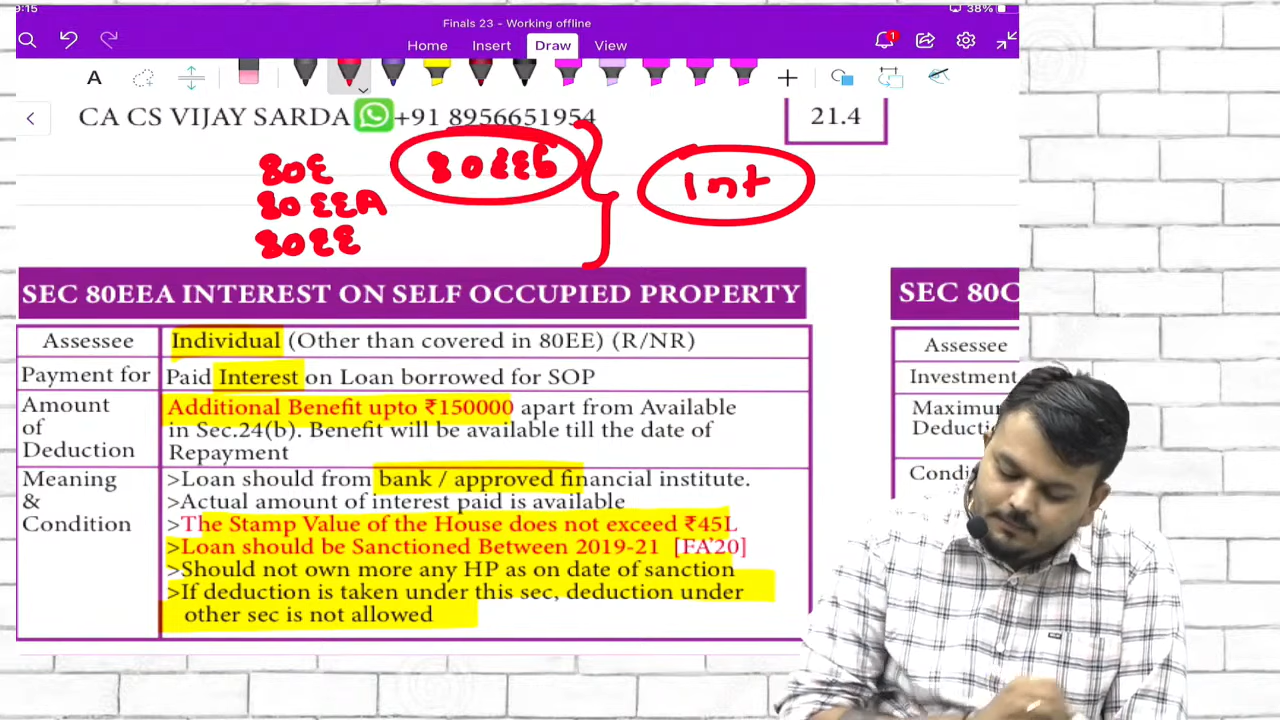 9:15
38%
Finals 23 - Working offline
Home Insert Draw View
1
A
CA CS VIJAY SARDA +91 8956651954
21.4
80E
80EEB
Int
80EEA
80EE
SEC 80EEA INTEREST ON SELF OCCUPIED PROPERTY
Assessee Individual (Other than covered in 80EE) (R/NR)
Payment for Paid Interest on Loan borrowed for SOP
Amount of Deduction
Additional Benefit upto ₹150000 apart from Available
in Sec.24(b). Benefit will be available till the date of
Repayment
Meaning & Condition
>Loan should from bank / approved financial institute.
>Actual amount of interest paid is available
>The Stamp Value of the House does not exceed ₹45L
>Loan should be Sanctioned Between 2019-21 [FA'20]
>Should not own more any HP as on date of sanction
>If deduction is taken under this sec, deduction under
other sec is not allowed
SEC 80C
Assessee
Investment